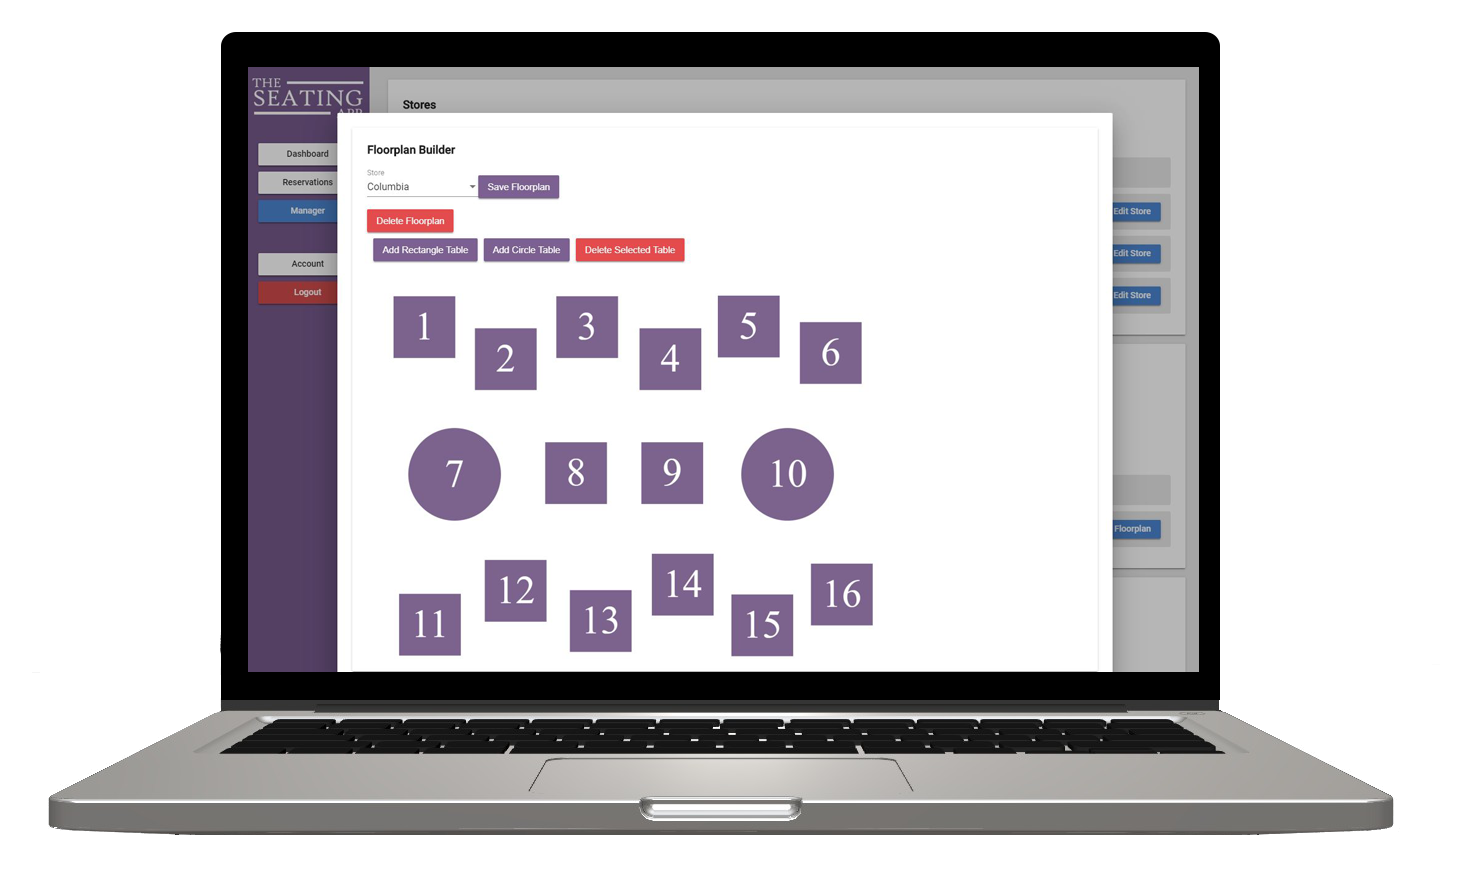 THE
SEATING
APP
Stores
Dashboard
Reservations
Manager
Account
Logout
Floorplan Builder
Store
Columbia
Save Floorplan
Delete Floorplan
Add Rectangle Table
Add Circle Table
Delete Selected Table
1
2
3
4
5
6
7
8
9
10
11
12
13
14
15
16
Edit Store
Edit Store
Edit Store
Floorplan